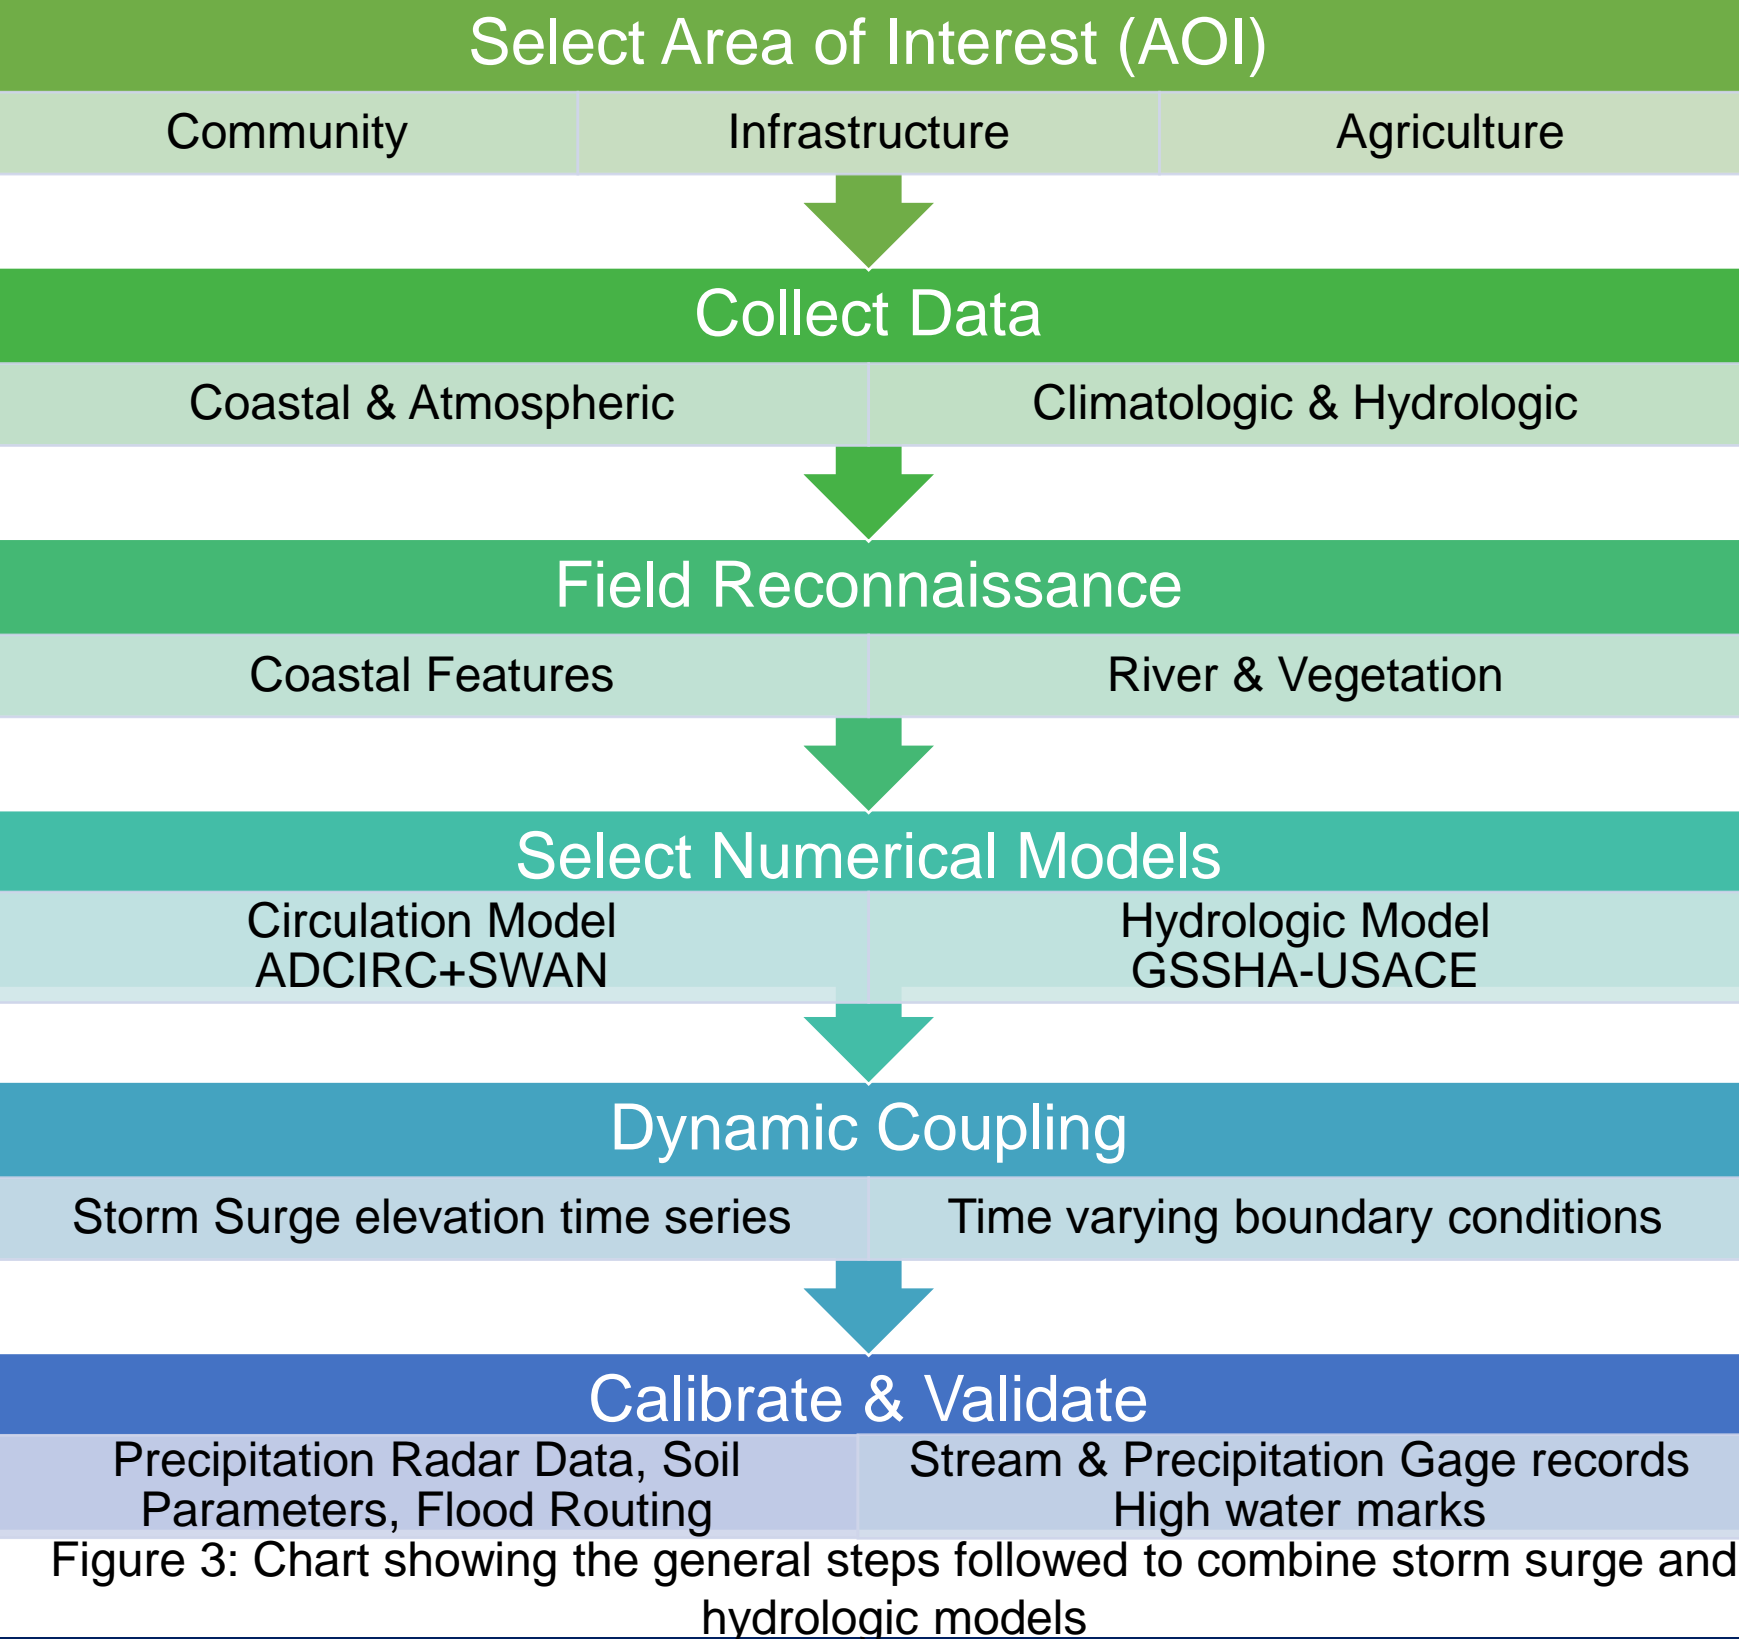 Select Area of Interest (AOI)
Community
Infrastructure
Agriculture
Collect Data
Coastal & Atmospheric
Climatologic & Hydrologic
Field Reconnaissance
Coastal Features
River & Vegetation
Select Numerical Models
Circulation Model
ADCIRC+SWAN
Hydrologic Model
GSSHA-USACE
Dynamic Coupling
Storm Surge elevation time series
Time varying boundary conditions
Calibrate & Validate
Precipitation Radar Data, Soil
Parameters, Flood Routing
Stream & Precipitation Gage records
High water marks
Figure 3: Chart showing the general steps followed to combine storm surge and
hydrologic models